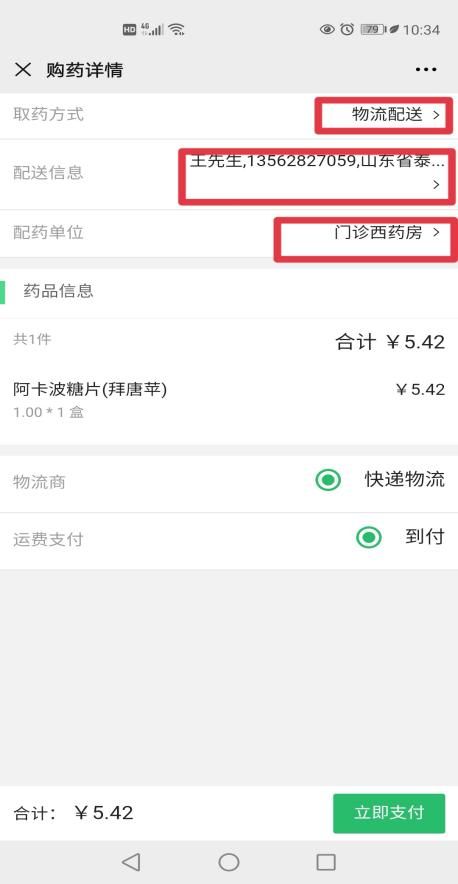 HD 4G 79 10:34
购药详情
取药方式 物流配送 >
配送信息 王先生,13562827059,山东省泰...
>
配药单位 门诊西药房 >
药品信息
共1件 合计 ￥5.42
阿卡波糖片(拜唐苹) ￥5.42
1.00 * 1 盒
物流商 快递物流
运费支付 到付
合计： ￥5.42 立即支付